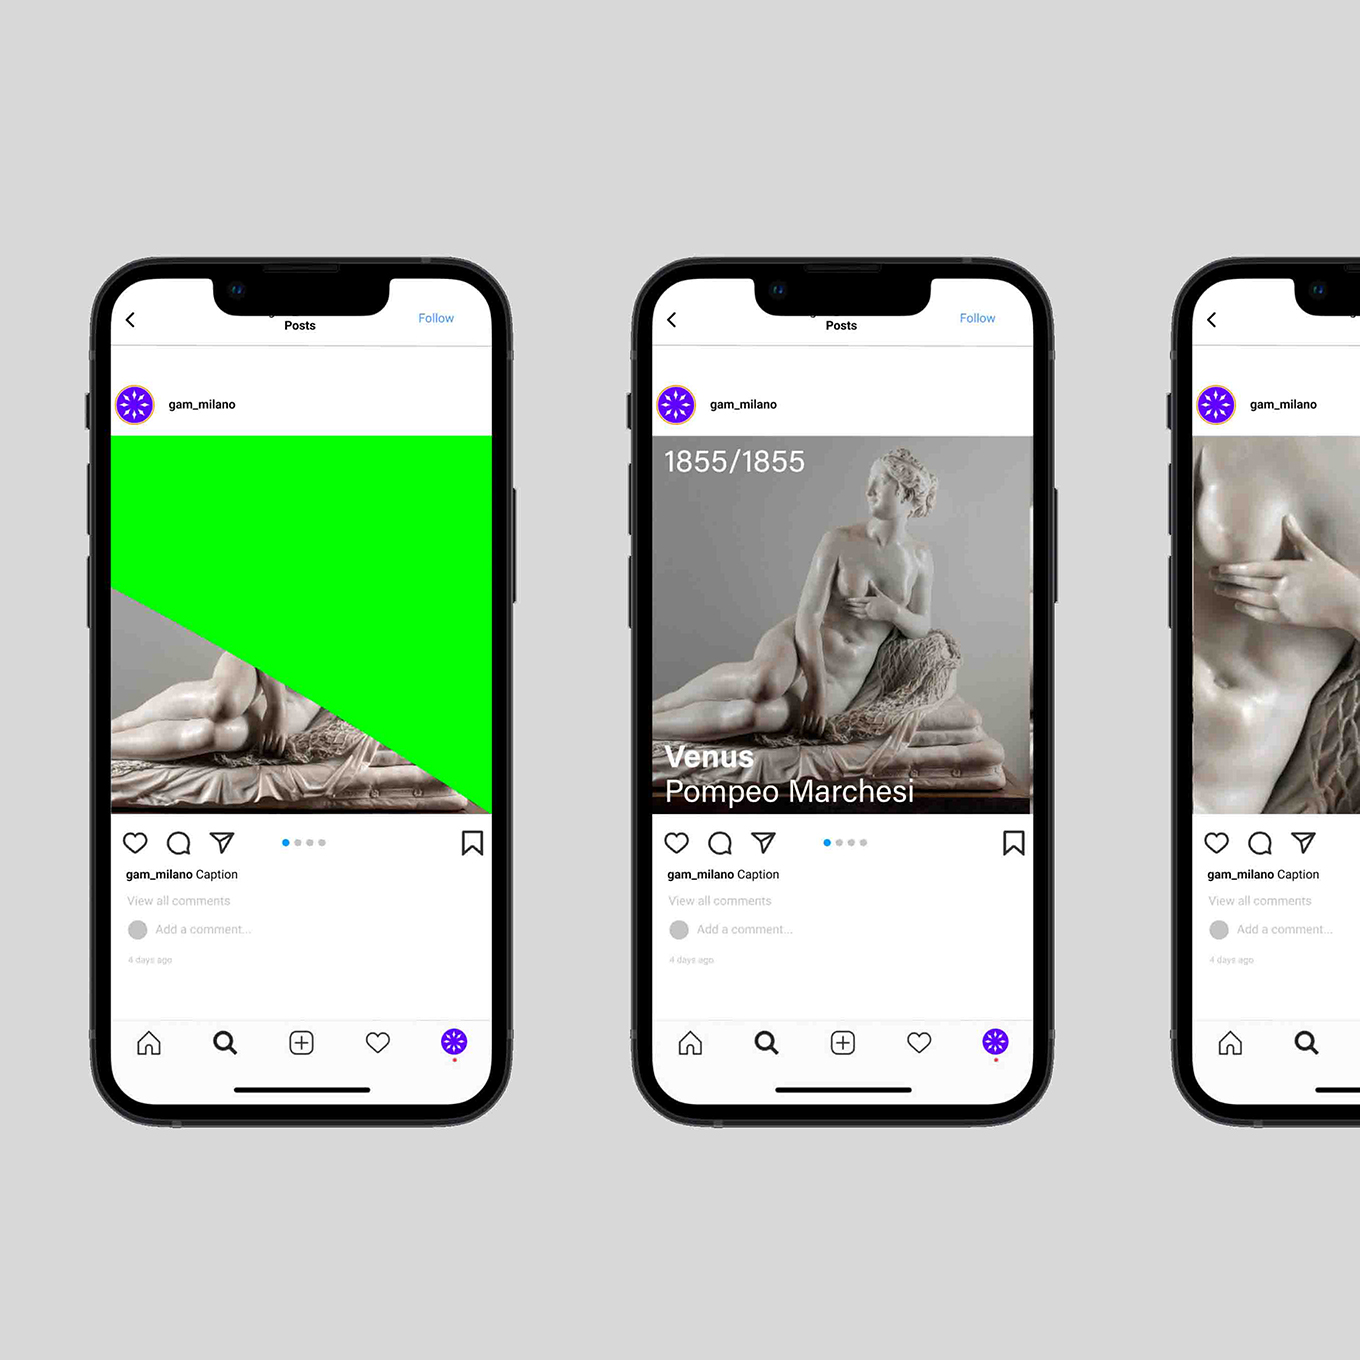 Posts
Follow
gam_milano
gam_milano Caption
View all comments
Add a comment...
4 days ago
Posts
Follow
gam_milano
1855/1855
Venus
Pompeo Marchesi
gam_milano Caption
View all comments
Add a comment...
4 days ago
gam_milano
gam_milano Caption
View all comments
Add a comment...
4 days ago